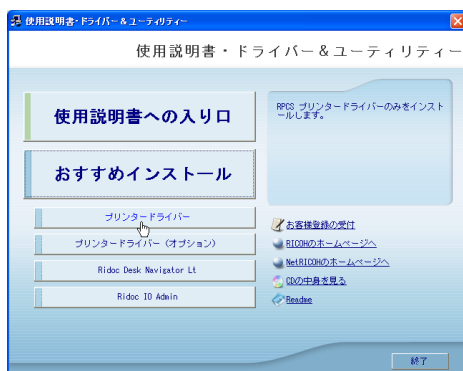 使用説明書・ドライバー＆ユーティリティー
使用説明書・ドライバー＆ユーティリティー
使用説明書への入り口
おすすめインストール
プリンタードライバー
プリンタードライバー（オプション）
Ridoc Desk Navigator Lt
Ridoc IO Admin
RPCS プリンタードライバーのみをインスト
ールします。
お客様登録の受付
RICOHのホームページへ
NetRICOHのホームページへ
CDの中身を見る
Readme
終了